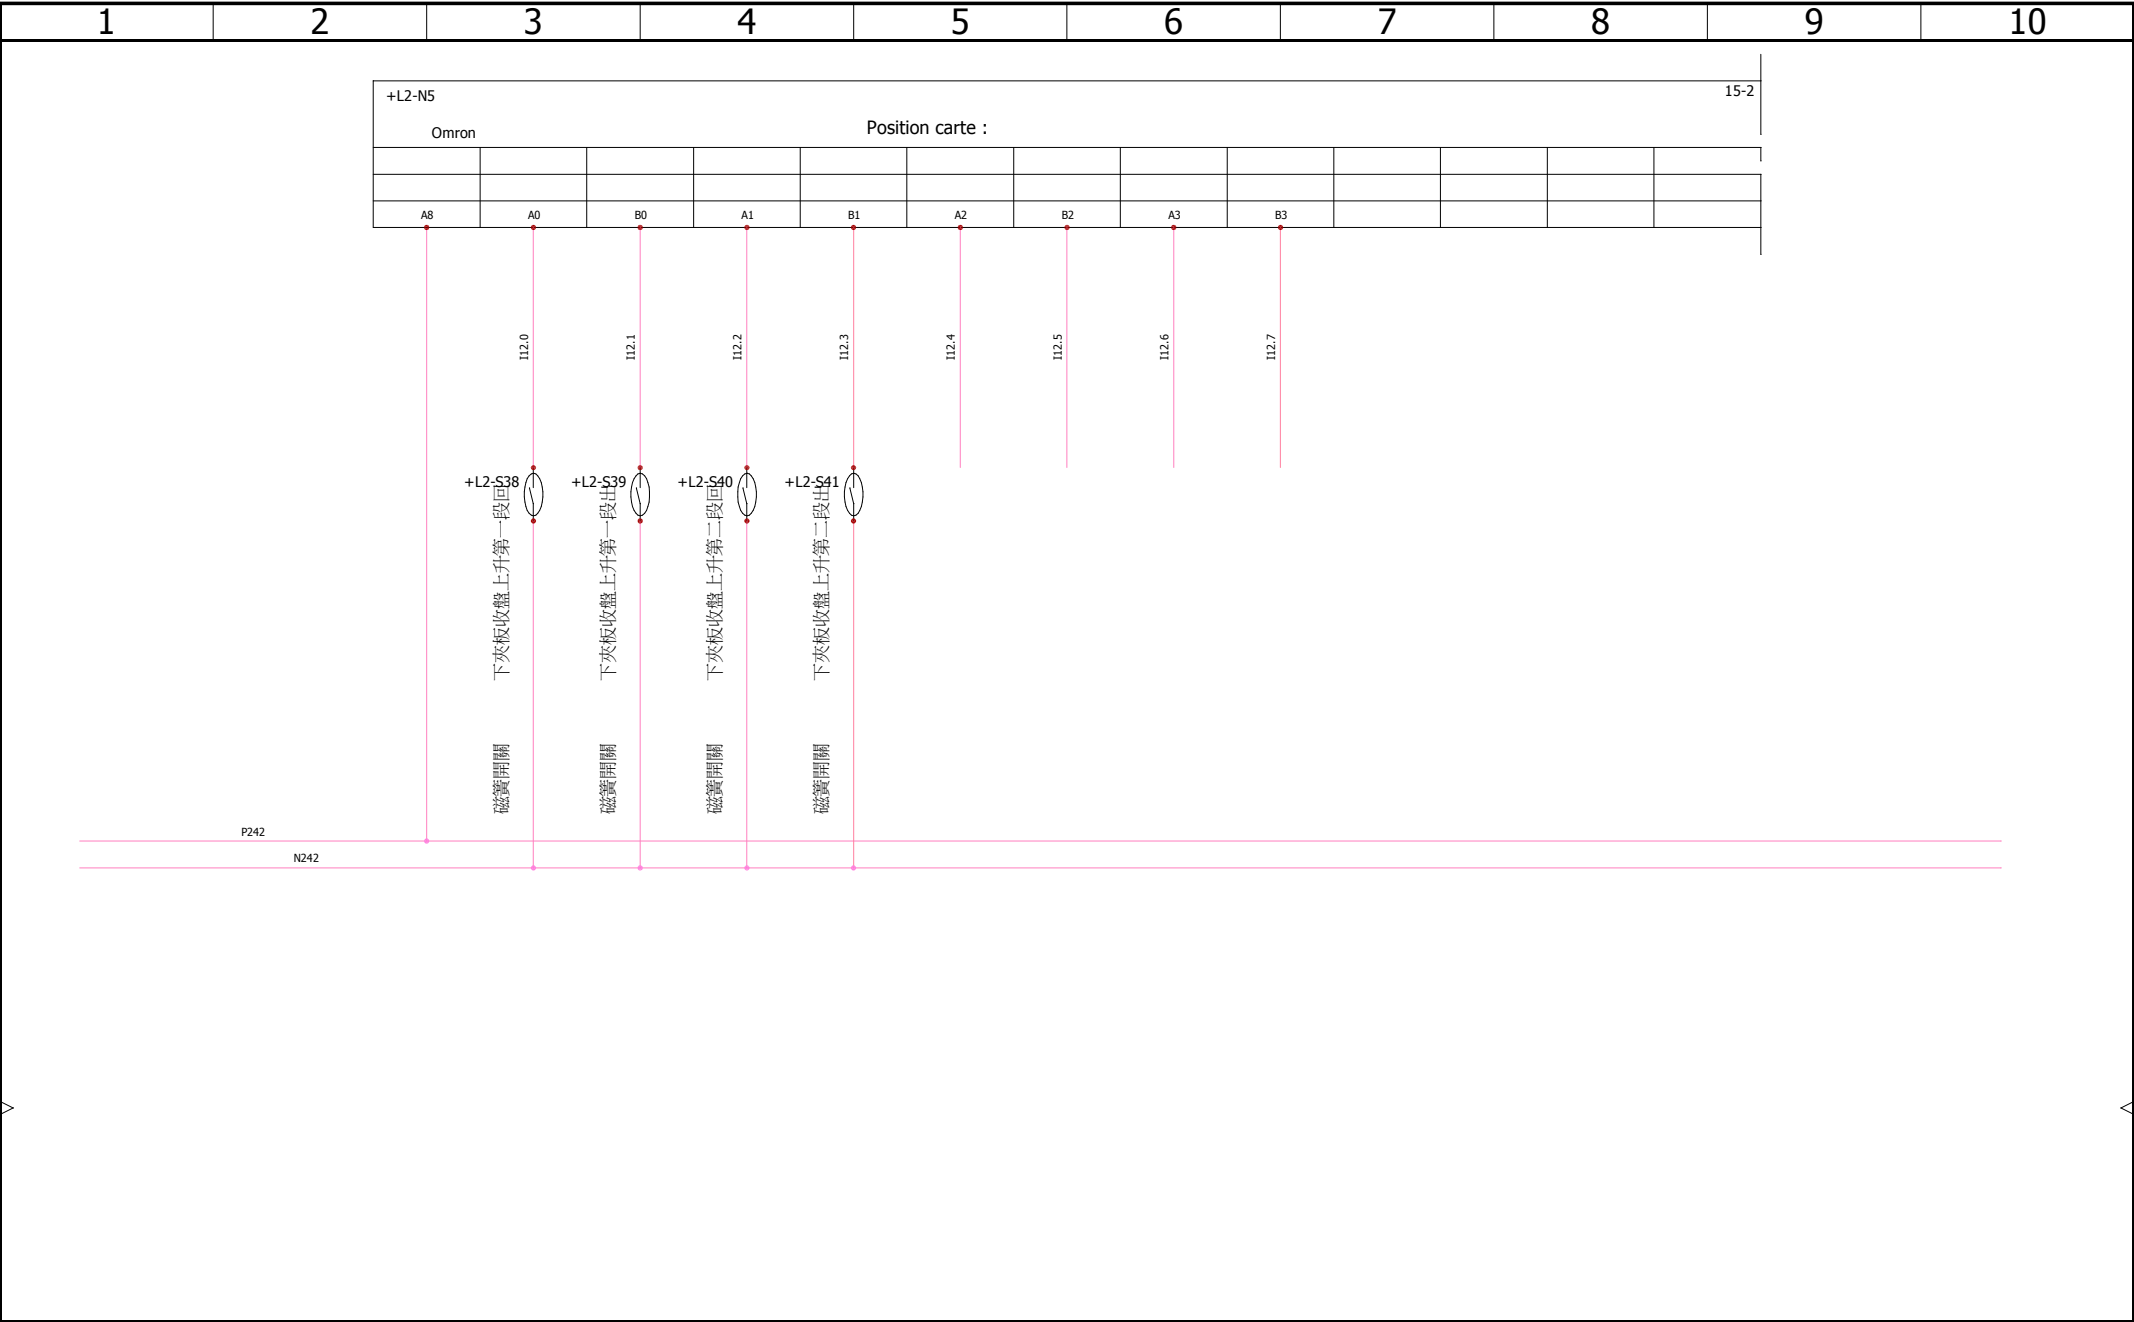 1 2 3 4 5 6 7 8 9 10
+L2-N5
15-2
Omron
Position carte :
A8 A0 B0 A1 B1 A2 B2 A3 B3
I12.0
I12.1
I12.2
I12.3
I12.4
I12.5
I12.6
I12.7
+L2-S38
+L2-S39
+L2-S40
+L2-S41
下夾板收盤上升第一段回
下夾板收盤上升第一段出
下夾板收盤上升第二段回
下夾板收盤上升第二段出
磁簧開關
磁簧開關
磁簧開關
磁簧開關
P242
N242